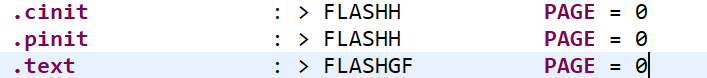 .cinit : > FLASHH PAGE = 0
.pinit : > FLASHH PAGE = 0
.text : > FLASHGF PAGE = 0